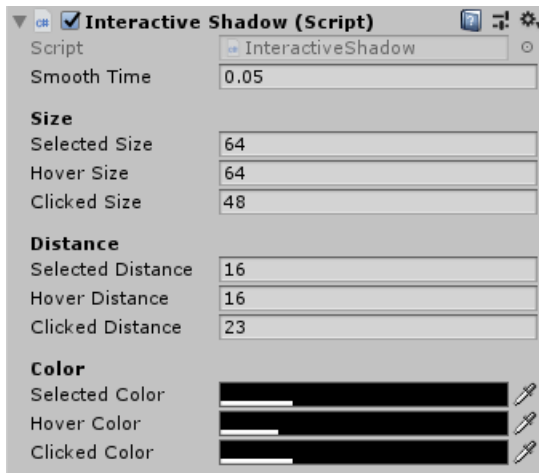 Interactive Shadow (Script)
Script InteractiveShadow
Smooth Time 0.05
Size
Selected Size 64
Hover Size 64
Clicked Size 48
Distance
Selected Distance 16
Hover Distance 16
Clicked Distance 23
Color
Selected Color
Hover Color
Clicked Color